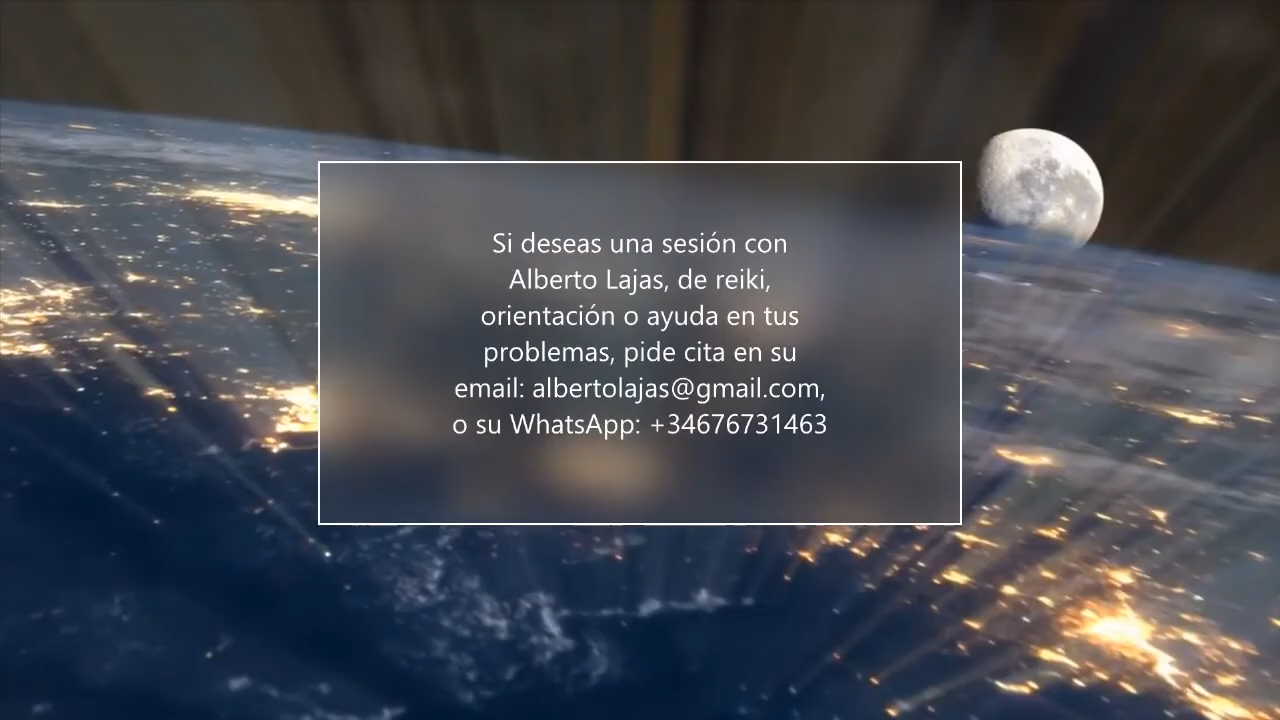 Si deseas una sesión con
Alberto Lajas, de reiki,
orientación o ayuda en tus
problemas, pide cita en su
email: albertolajas@gmail.com,
o su WhatsApp: +34676731463